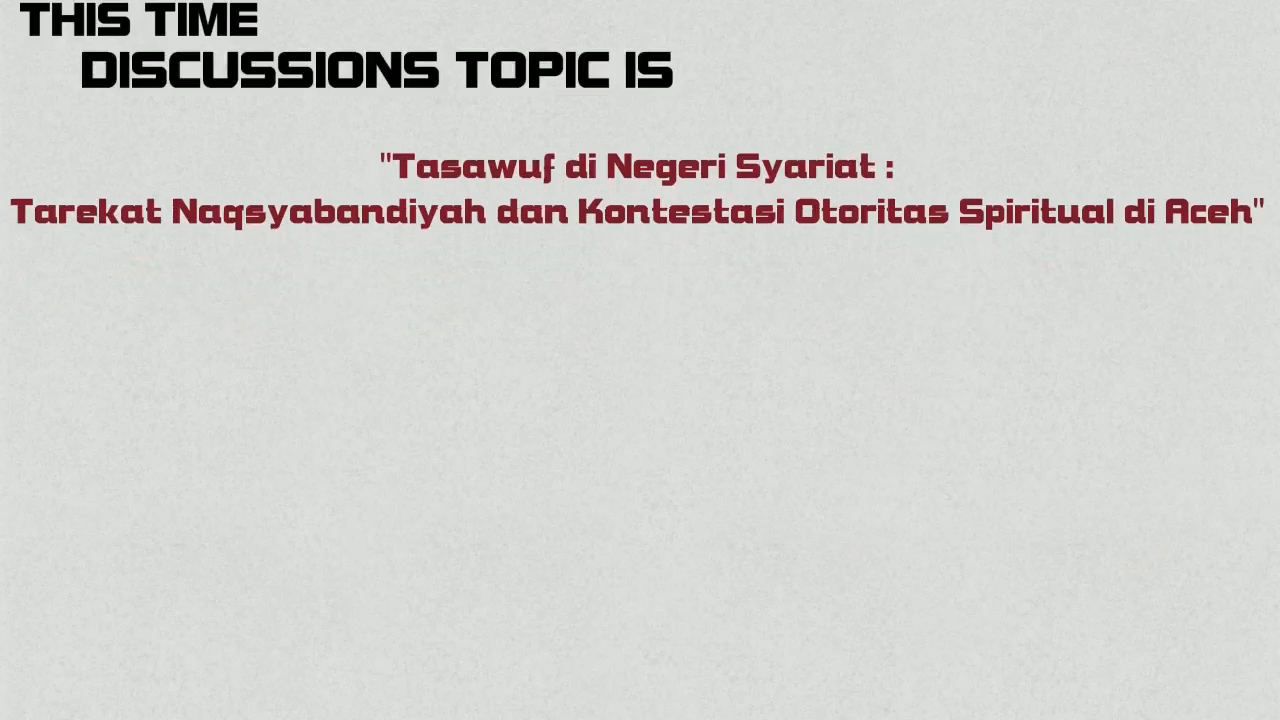 THIS TIME
DISCUSSIONS TOPIC IS
"Tasawuf di Negeri Syariat :
Tarekat Naqsyabandiyah dan Kontestasi Otoritas Spiritual di Aceh"